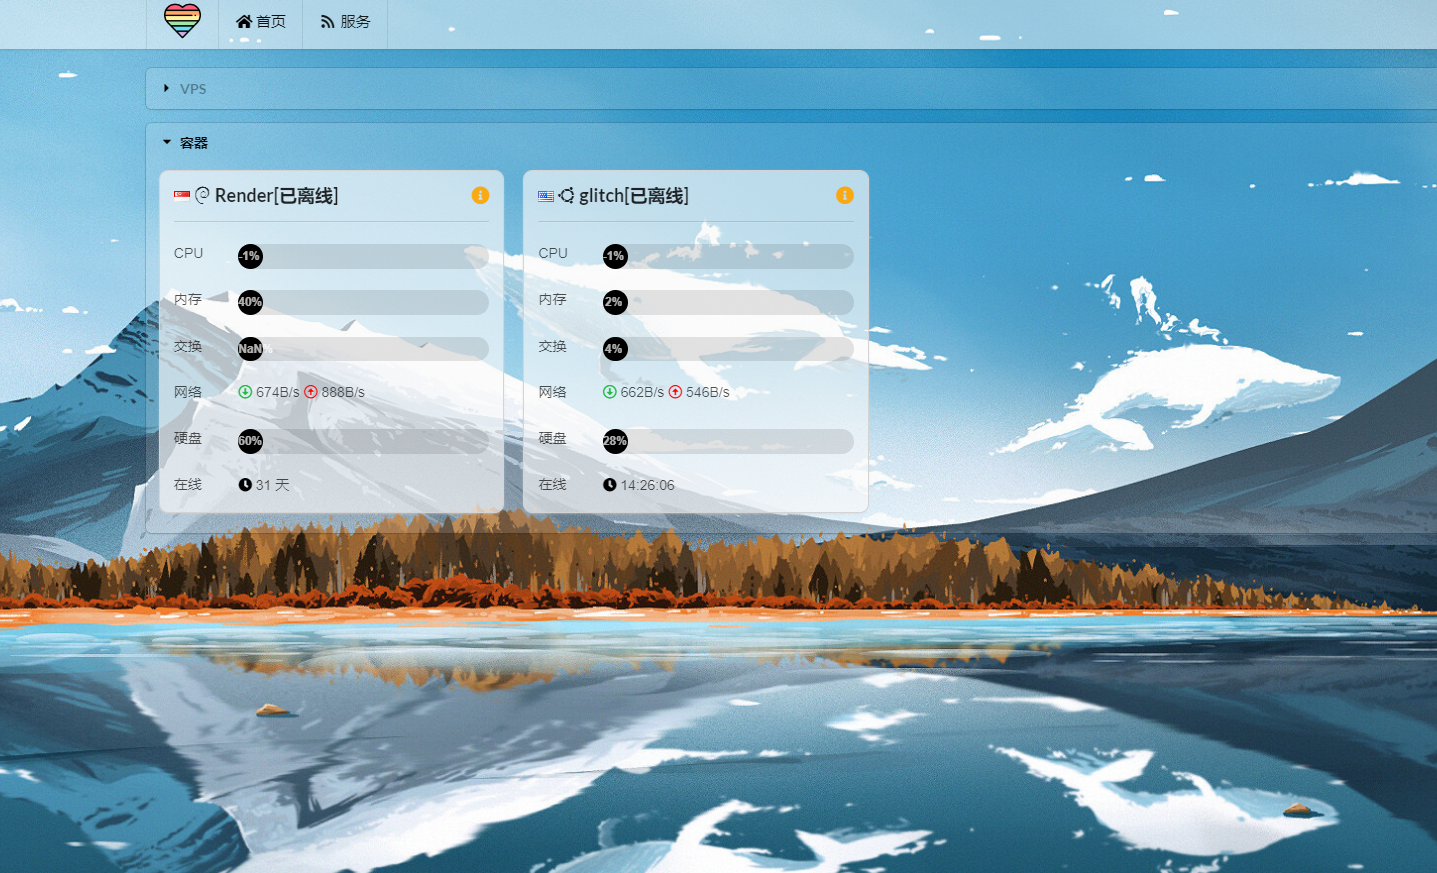 首页 服务
VPS
容器
Render[已离线]
CPU -1%
内存 40%
交换 NaN%
网络 674B/s 888B/s
硬盘 60%
在线 31 天
glitch[已离线]
CPU -1%
内存 2%
交换 4%
网络 662B/s 546B/s
硬盘 28%
在线 14:26:06